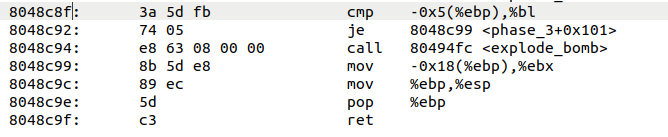 8048c8f: 3a 5d fb cmp -0x5(%ebp),%bl
8048c92: 74 05 je 8048c99 <phase_3+0x101>
8048c94: e8 63 08 00 00 call 80494fc <explode_bomb>
8048c99: 8b 5d e8 mov -0x18(%ebp),%ebx
8048c9c: 89 ec mov %ebp,%esp
8048c9e: 5d pop %ebp
8048c9f: c3 ret